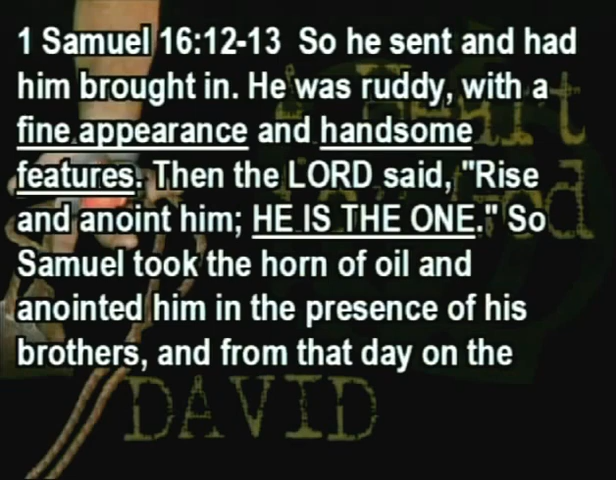 1 Samuel 16:12-13 So he sent and had
him brought in. He was ruddy, with a
fine appearance and handsome
features. Then the LORD said, "Rise
and anoint him; HE IS THE ONE." So
Samuel took the horn of oil and
anointed him in the presence of his
brothers, and from that day on the
a Heart
for God
DAVID